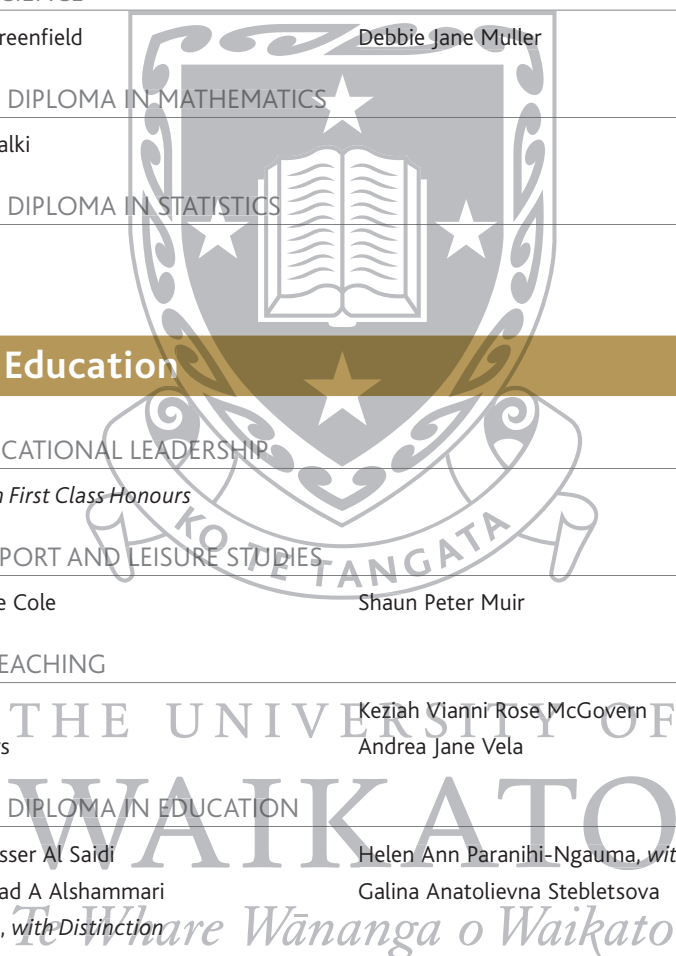 reenfield Debbie Jane Muller
DIPLOMA IN MATHEMATICS
alki
DIPLOMA IN STATISTICS
Education
CATIONAL LEADERSHIP
First Class Honours
PORT AND LEISURE STUDIES
KO TE TANGATA
e Cole Shaun Peter Muir
EACHING
Keziah Vianni Rose McGovern
THE UNIVERSITY OF
rs Andrea Jane Vela
WAIKATO
DIPLOMA IN EDUCATION
sser Al Saidi Helen Ann Paranihi-Ngauma, wit
ad A Alshammari Galina Anatolievna Stebletsova
, with Distinction
Te Whare Wānanga o Waikato